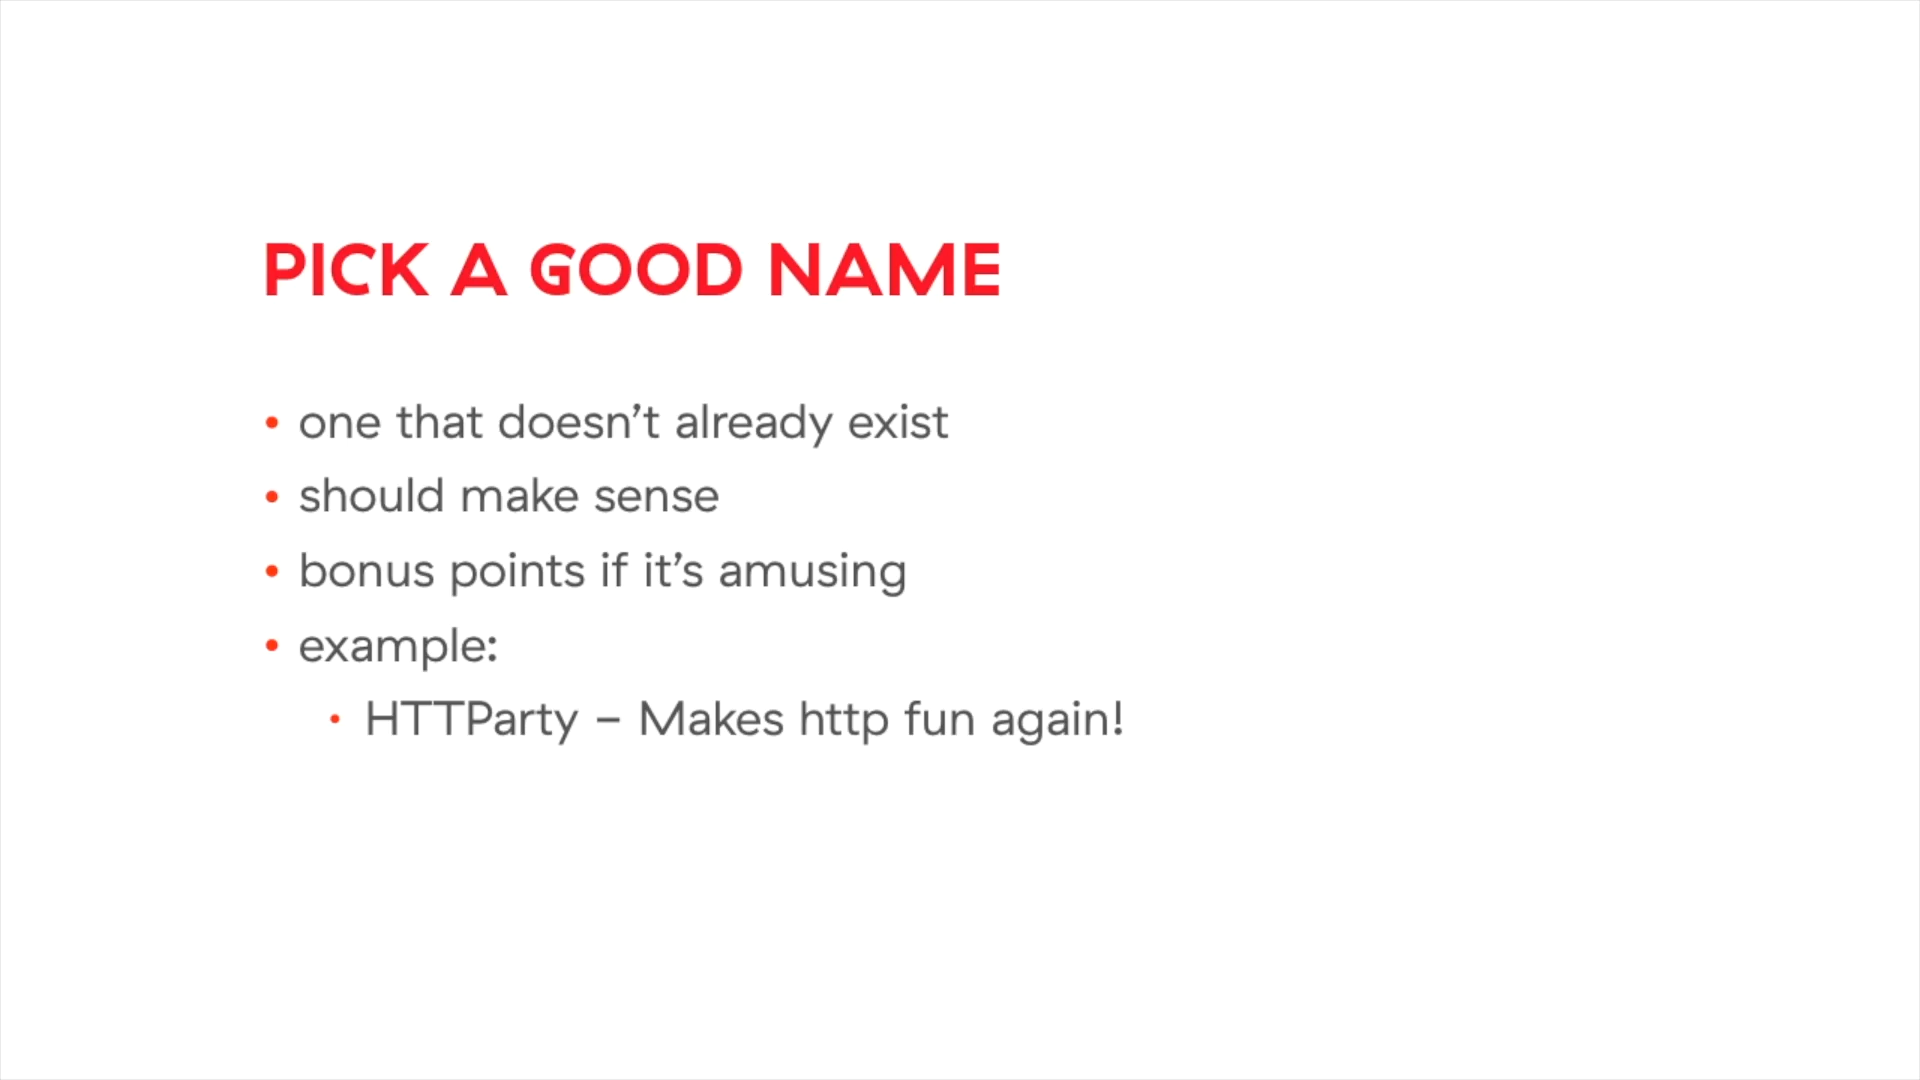 PICK A GOOD NAME
• one that doesn’t already exist
• should make sense
• bonus points if it’s amusing
• example:
• HTTParty – Makes http fun again!